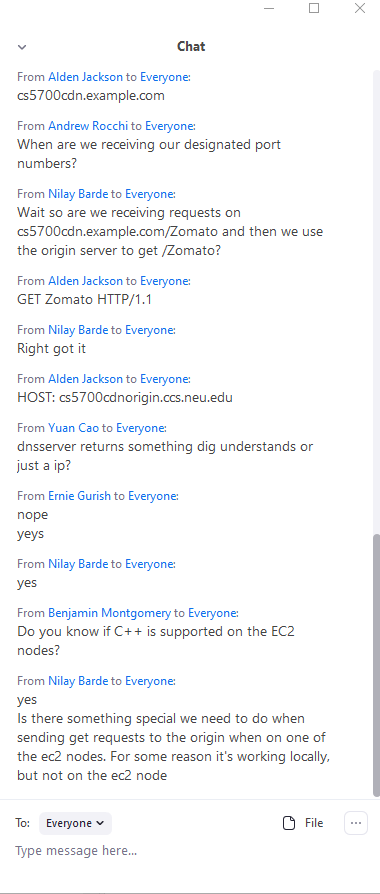 Chat
From Alden Jackson to Everyone:
cs5700cdn.example.com
From Andrew Rocchi to Everyone:
When are we receiving our designated port
numbers?
From Nilay Barde to Everyone:
Wait so are we receiving requests on
cs5700cdn.example.com/Zomato and then we use
the origin server to get /Zomato?
From Alden Jackson to Everyone:
GET Zomato HTTP/1.1
From Nilay Barde to Everyone:
Right got it
From Alden Jackson to Everyone:
HOST: cs5700cdnorigin.ccs.neu.edu
From Yuan Cao to Everyone:
dnsserver returns something dig understands or
just a ip?
From Ernie Gurish to Everyone:
nope
yeys
From Nilay Barde to Everyone:
yes
From Benjamin Montgomery to Everyone:
Do you know if C++ is supported on the EC2
nodes?
From Nilay Barde to Everyone:
yes
Is there something special we need to do when
sending get requests to the origin when on one of
the ec2 nodes. For some reason it's working locally,
but not on the ec2 node
To: Everyone File
Type message here...